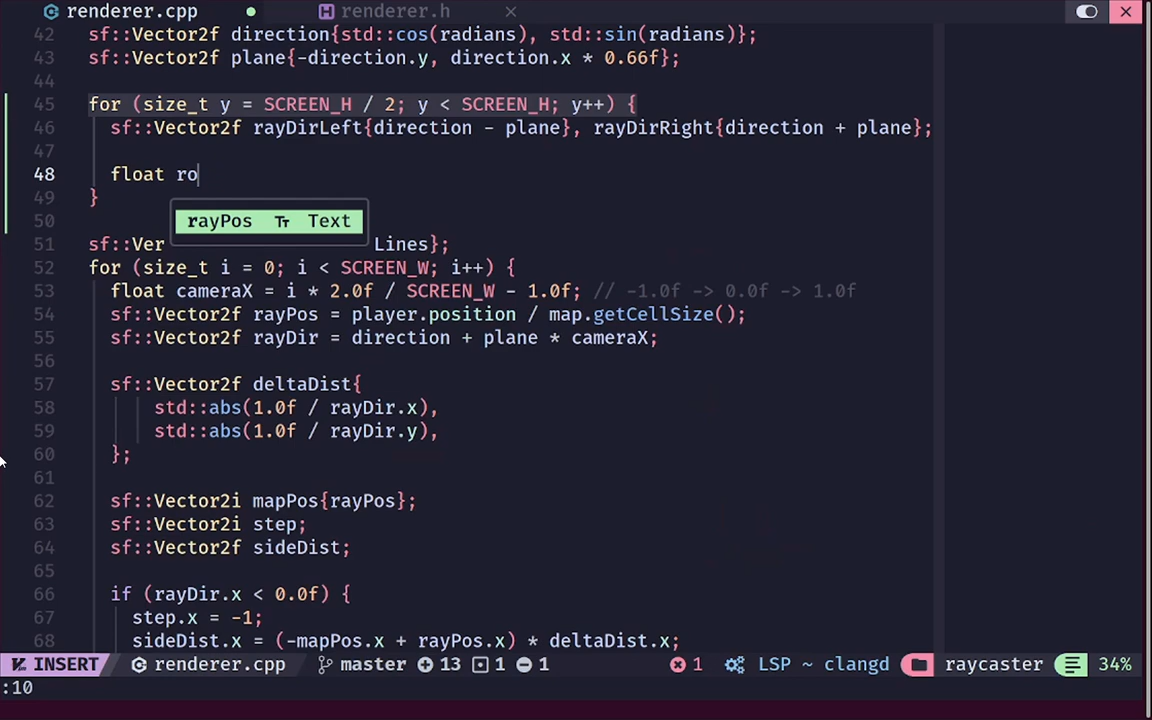 renderer.cpp renderer.h
42 sf::Vector2f direction{std::cos(radians), std::sin(radians)};
43 sf::Vector2f plane{-direction.y, direction.x * 0.66f};
44
45 for (size_t y = SCREEN_H / 2; y < SCREEN_H; y++) {
46 sf::Vector2f rayDirLeft{direction - plane}, rayDirRight{direction + plane};
47
48 float ro
49 }
rayPos Text
50
51 sf::Ver Lines};
52 for (size_t i = 0; i < SCREEN_W; i++) {
53 float cameraX = i * 2.0f / SCREEN_W - 1.0f; // -1.0f -> 0.0f -> 1.0f
54 sf::Vector2f rayPos = player.position / map.getCellSize();
55 sf::Vector2f rayDir = direction + plane * cameraX;
56
57 sf::Vector2f deltaDist{
58 std::abs(1.0f / rayDir.x),
59 std::abs(1.0f / rayDir.y),
60 };
61
62 sf::Vector2i mapPos{rayPos};
63 sf::Vector2i step;
64 sf::Vector2f sideDist;
65
66 if (rayDir.x < 0.0f) {
67 step.x = -1;
68 sideDist.x = (-mapPos.x + rayPos.x) * deltaDist.x;
INSERT renderer.cpp master 13 1 1 1 LSP ~ clangd raycaster 34%
:10